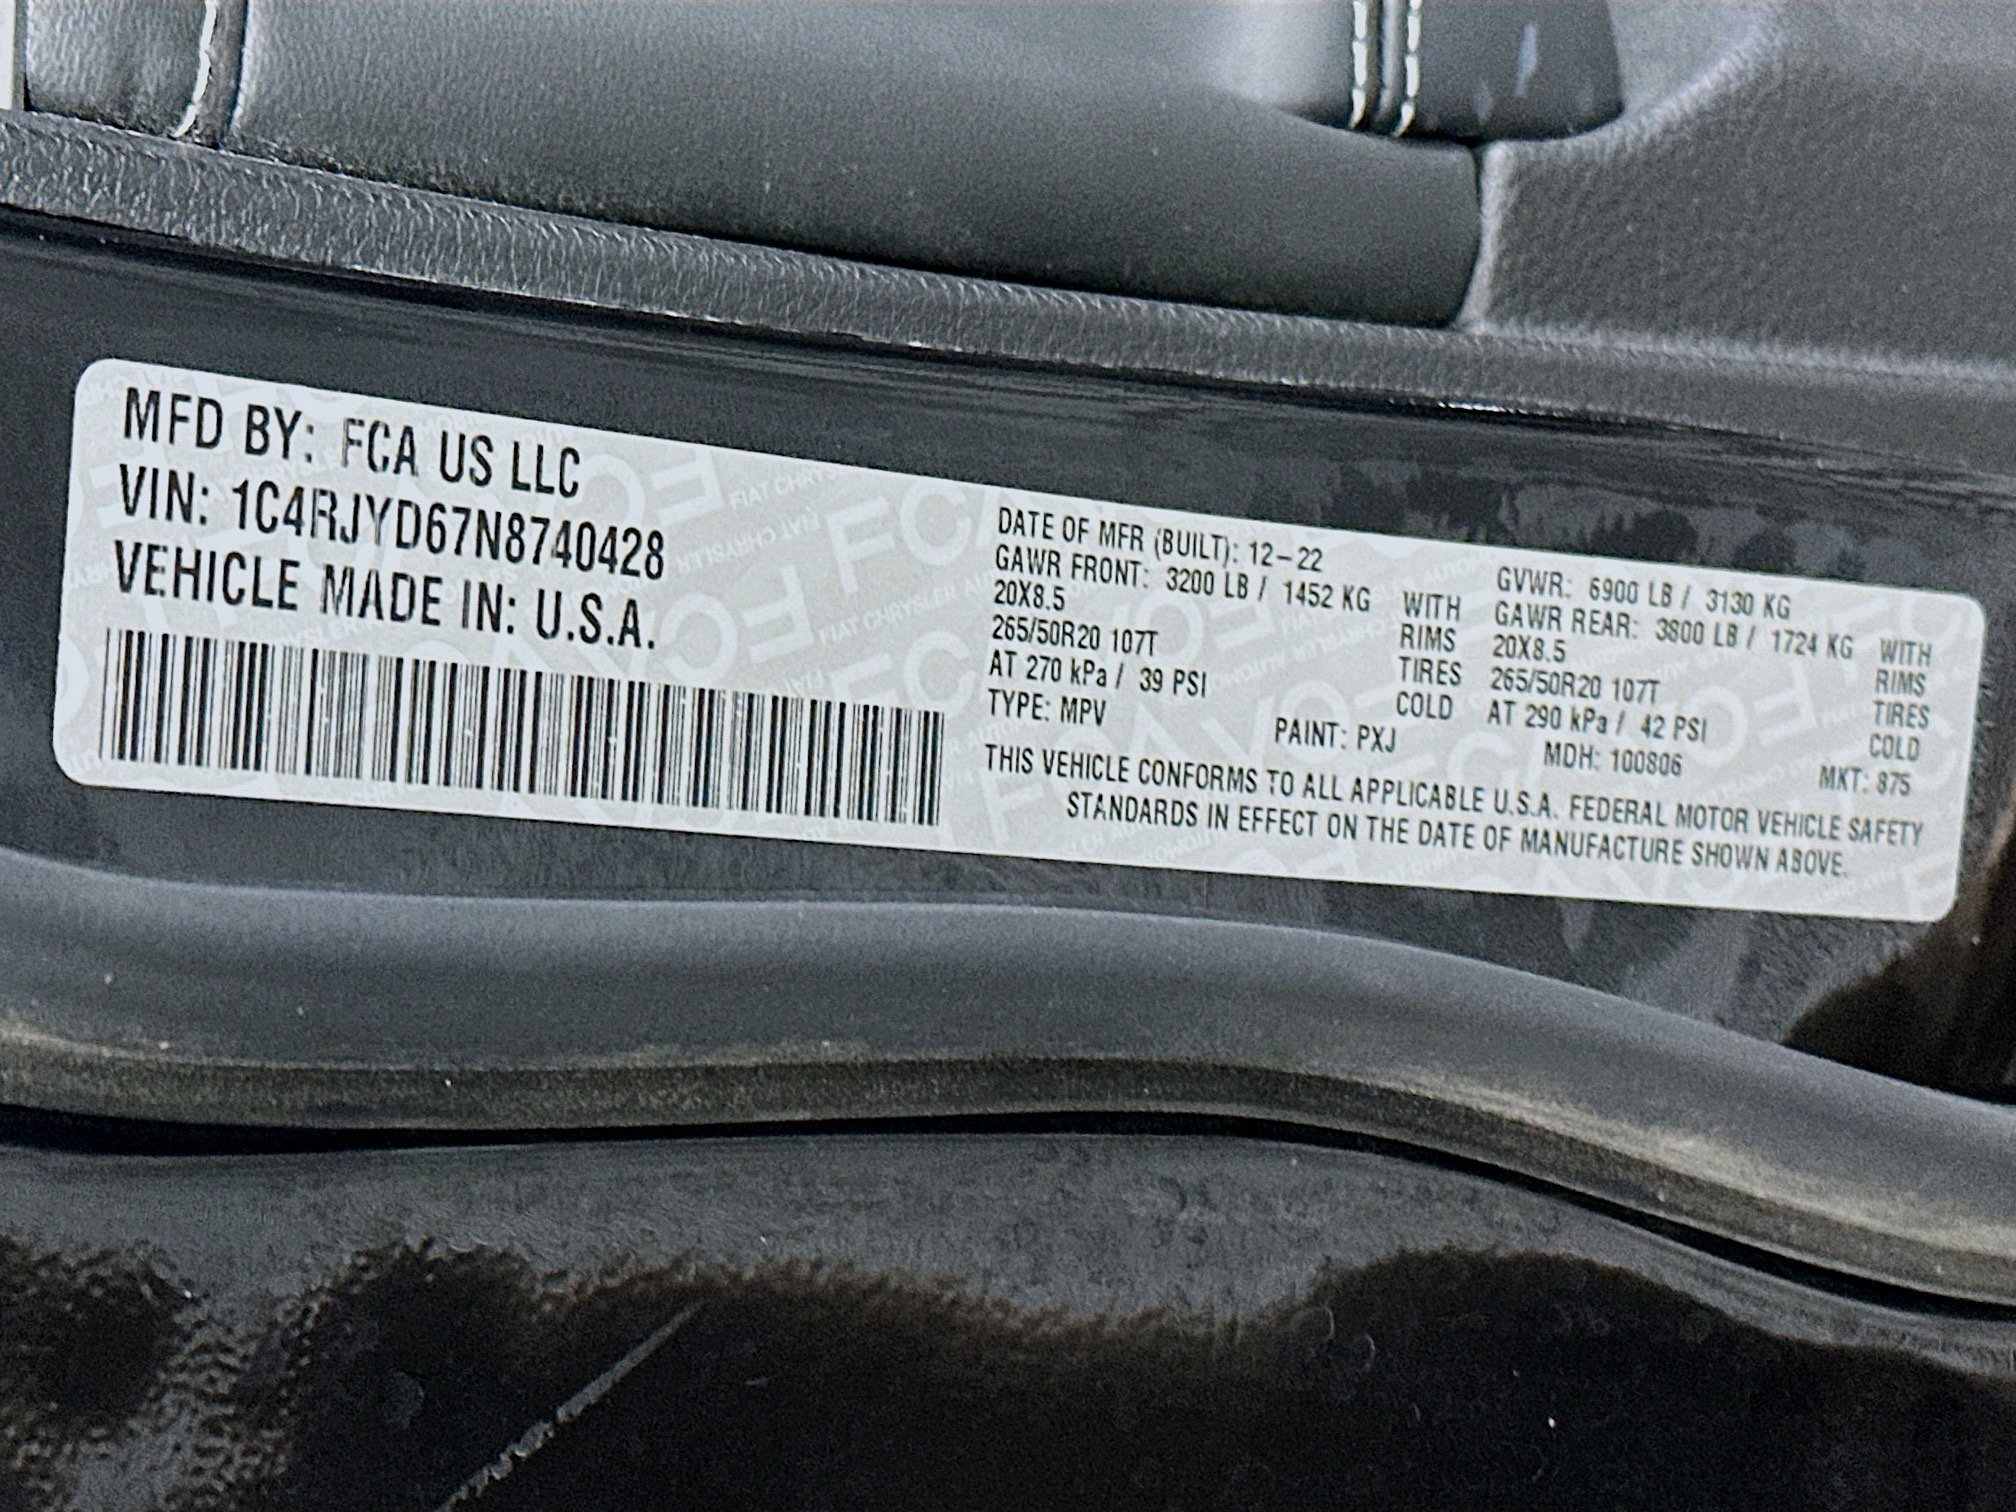 MFD BY: FCA US LLC
VIN: 1C4RJYD67N8740428
VEHICLE MADE IN: U.S.A.
DATE OF MFR (BUILT): 12-22
GAWR FRONT: 3200 LB / 1452 KG WITH
20X8.5 RIMS
265/50R20 107T TIRES
AT 270 kPa / 39 PSI COLD
GVWR: 6900 LB / 3130 KG
GAWR REAR: 3800 LB / 1724 KG WITH
20X8.5 RIMS
265/50R20 107T TIRES
AT 290 kPa / 42 PSI COLD
TYPE: MPV PAINT: PXJ MDH: 100806 MKT: 875
THIS VEHICLE CONFORMS TO ALL APPLICABLE U.S.A. FEDERAL MOTOR VEHICLE SAFETY
STANDARDS IN EFFECT ON THE DATE OF MANUFACTURE SHOWN ABOVE.